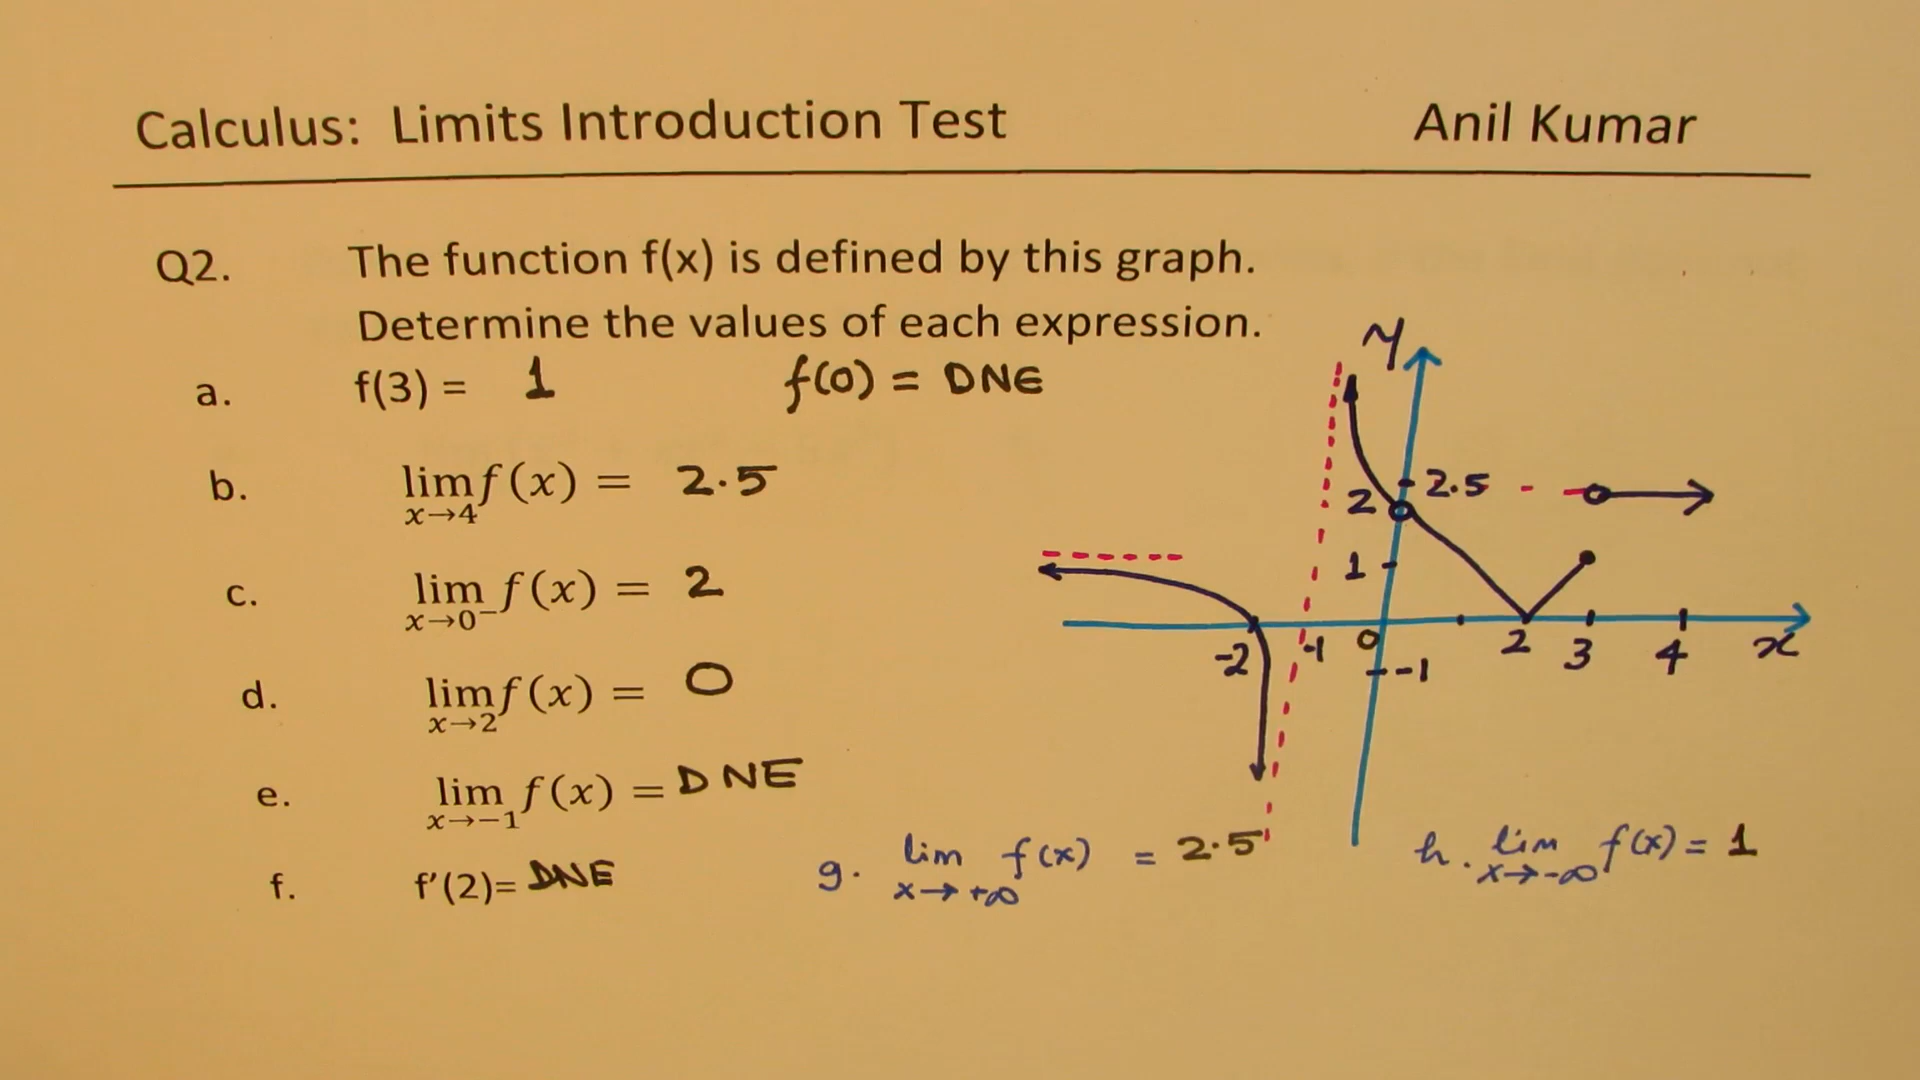 Calculus: Limits Introduction Test Anil Kumar
Q2. The function f(x) is defined by this graph.
Determine the values of each expression.
a. f(3) = 1 f(0) = DNE
b. lim f(x) = 2.5
x→4
c. lim f(x) = 2
x→0⁻
d. lim f(x) = 0
x→2
e. lim f(x) = DNE
x→-1
f. f'(2)= DNE
g. lim f(x) = 2.5
x→+∞
h. lim f(x) = 1
x→-∞
y
2.5
2
1
-2 -1 0 2 3 4 x
-1